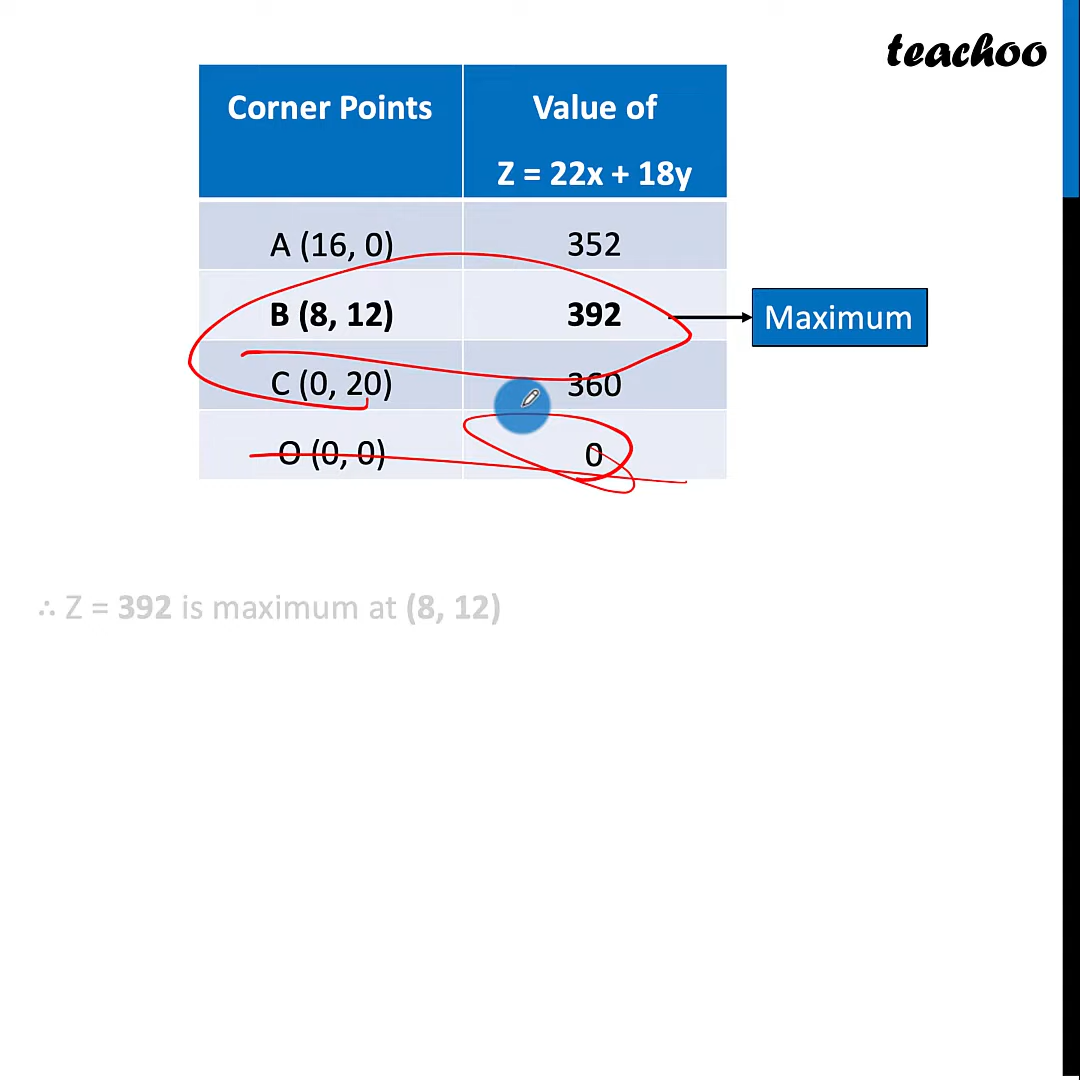 teachoo
Corner Points Value of
Z = 22x + 18y
A (16, 0) 352
B (8, 12) 392 Maximum
C (0, 20) 360
O (0, 0) 0
∴ Z = 392 is maximum at (8, 12)